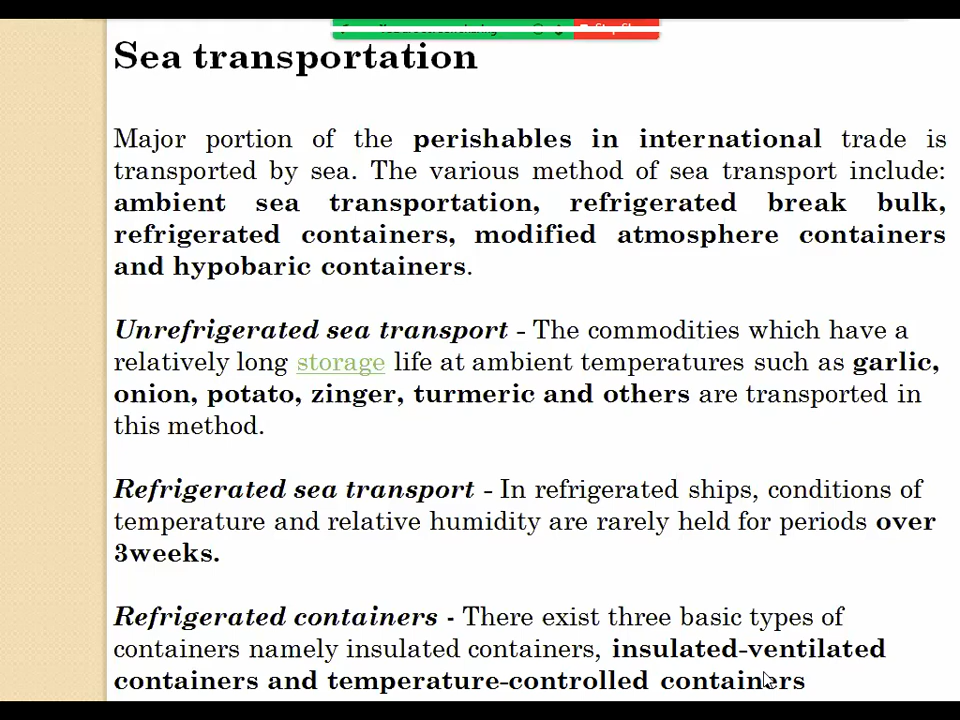 Sea transportation
Major portion of the perishables in international trade is
transported by sea. The various method of sea transport include:
ambient sea transportation, refrigerated break bulk,
refrigerated containers, modified atmosphere containers
and hypobaric containers.
Unrefrigerated sea transport - The commodities which have a
relatively long storage life at ambient temperatures such as garlic,
onion, potato, zinger, turmeric and others are transported in
this method.
Refrigerated sea transport - In refrigerated ships, conditions of
temperature and relative humidity are rarely held for periods over
3weeks.
Refrigerated containers - There exist three basic types of
containers namely insulated containers, insulated-ventilated
containers and temperature-controlled containers